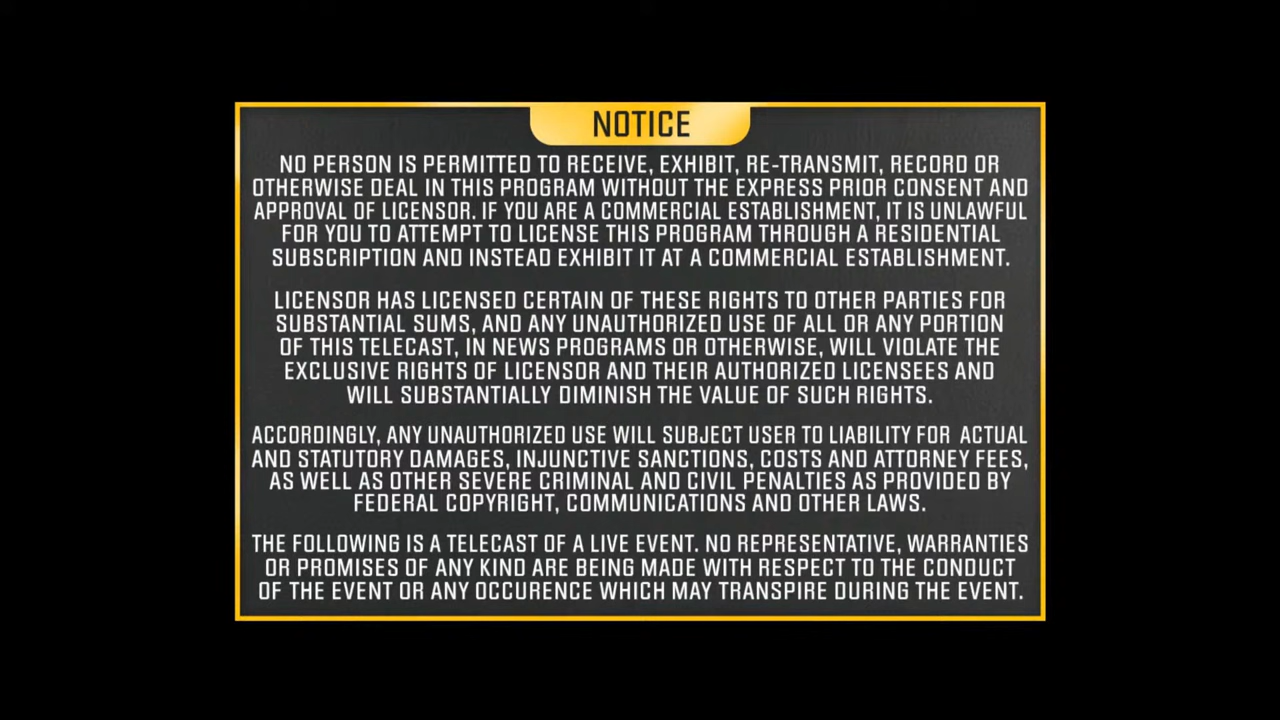 NOTICE
NO PERSON IS PERMITTED TO RECEIVE, EXHIBIT, RE-TRANSMIT, RECORD OR
OTHERWISE DEAL IN THIS PROGRAM WITHOUT THE EXPRESS PRIOR CONSENT AND
APPROVAL OF LICENSOR. IF YOU ARE A COMMERCIAL ESTABLISHMENT, IT IS UNLAWFUL
FOR YOU TO ATTEMPT TO LICENSE THIS PROGRAM THROUGH A RESIDENTIAL
SUBSCRIPTION AND INSTEAD EXHIBIT IT AT A COMMERCIAL ESTABLISHMENT.
LICENSOR HAS LICENSED CERTAIN OF THESE RIGHTS TO OTHER PARTIES FOR
SUBSTANTIAL SUMS, AND ANY UNAUTHORIZED USE OF ALL OR ANY PORTION
OF THIS TELECAST, IN NEWS PROGRAMS OR OTHERWISE, WILL VIOLATE THE
EXCLUSIVE RIGHTS OF LICENSOR AND THEIR AUTHORIZED LICENSEES AND
WILL SUBSTANTIALLY DIMINISH THE VALUE OF SUCH RIGHTS.
ACCORDINGLY, ANY UNAUTHORIZED USE WILL SUBJECT USER TO LIABILITY FOR ACTUAL
AND STATUTORY DAMAGES, INJUNCTIVE SANCTIONS, COSTS AND ATTORNEY FEES,
AS WELL AS OTHER SEVERE CRIMINAL AND CIVIL PENALTIES AS PROVIDED BY
FEDERAL COPYRIGHT, COMMUNICATIONS AND OTHER LAWS.
THE FOLLOWING IS A TELECAST OF A LIVE EVENT. NO REPRESENTATIVE, WARRANTIES
OR PROMISES OF ANY KIND ARE BEING MADE WITH RESPECT TO THE CONDUCT
OF THE EVENT OR ANY OCCURENCE WHICH MAY TRANSPIRE DURING THE EVENT.